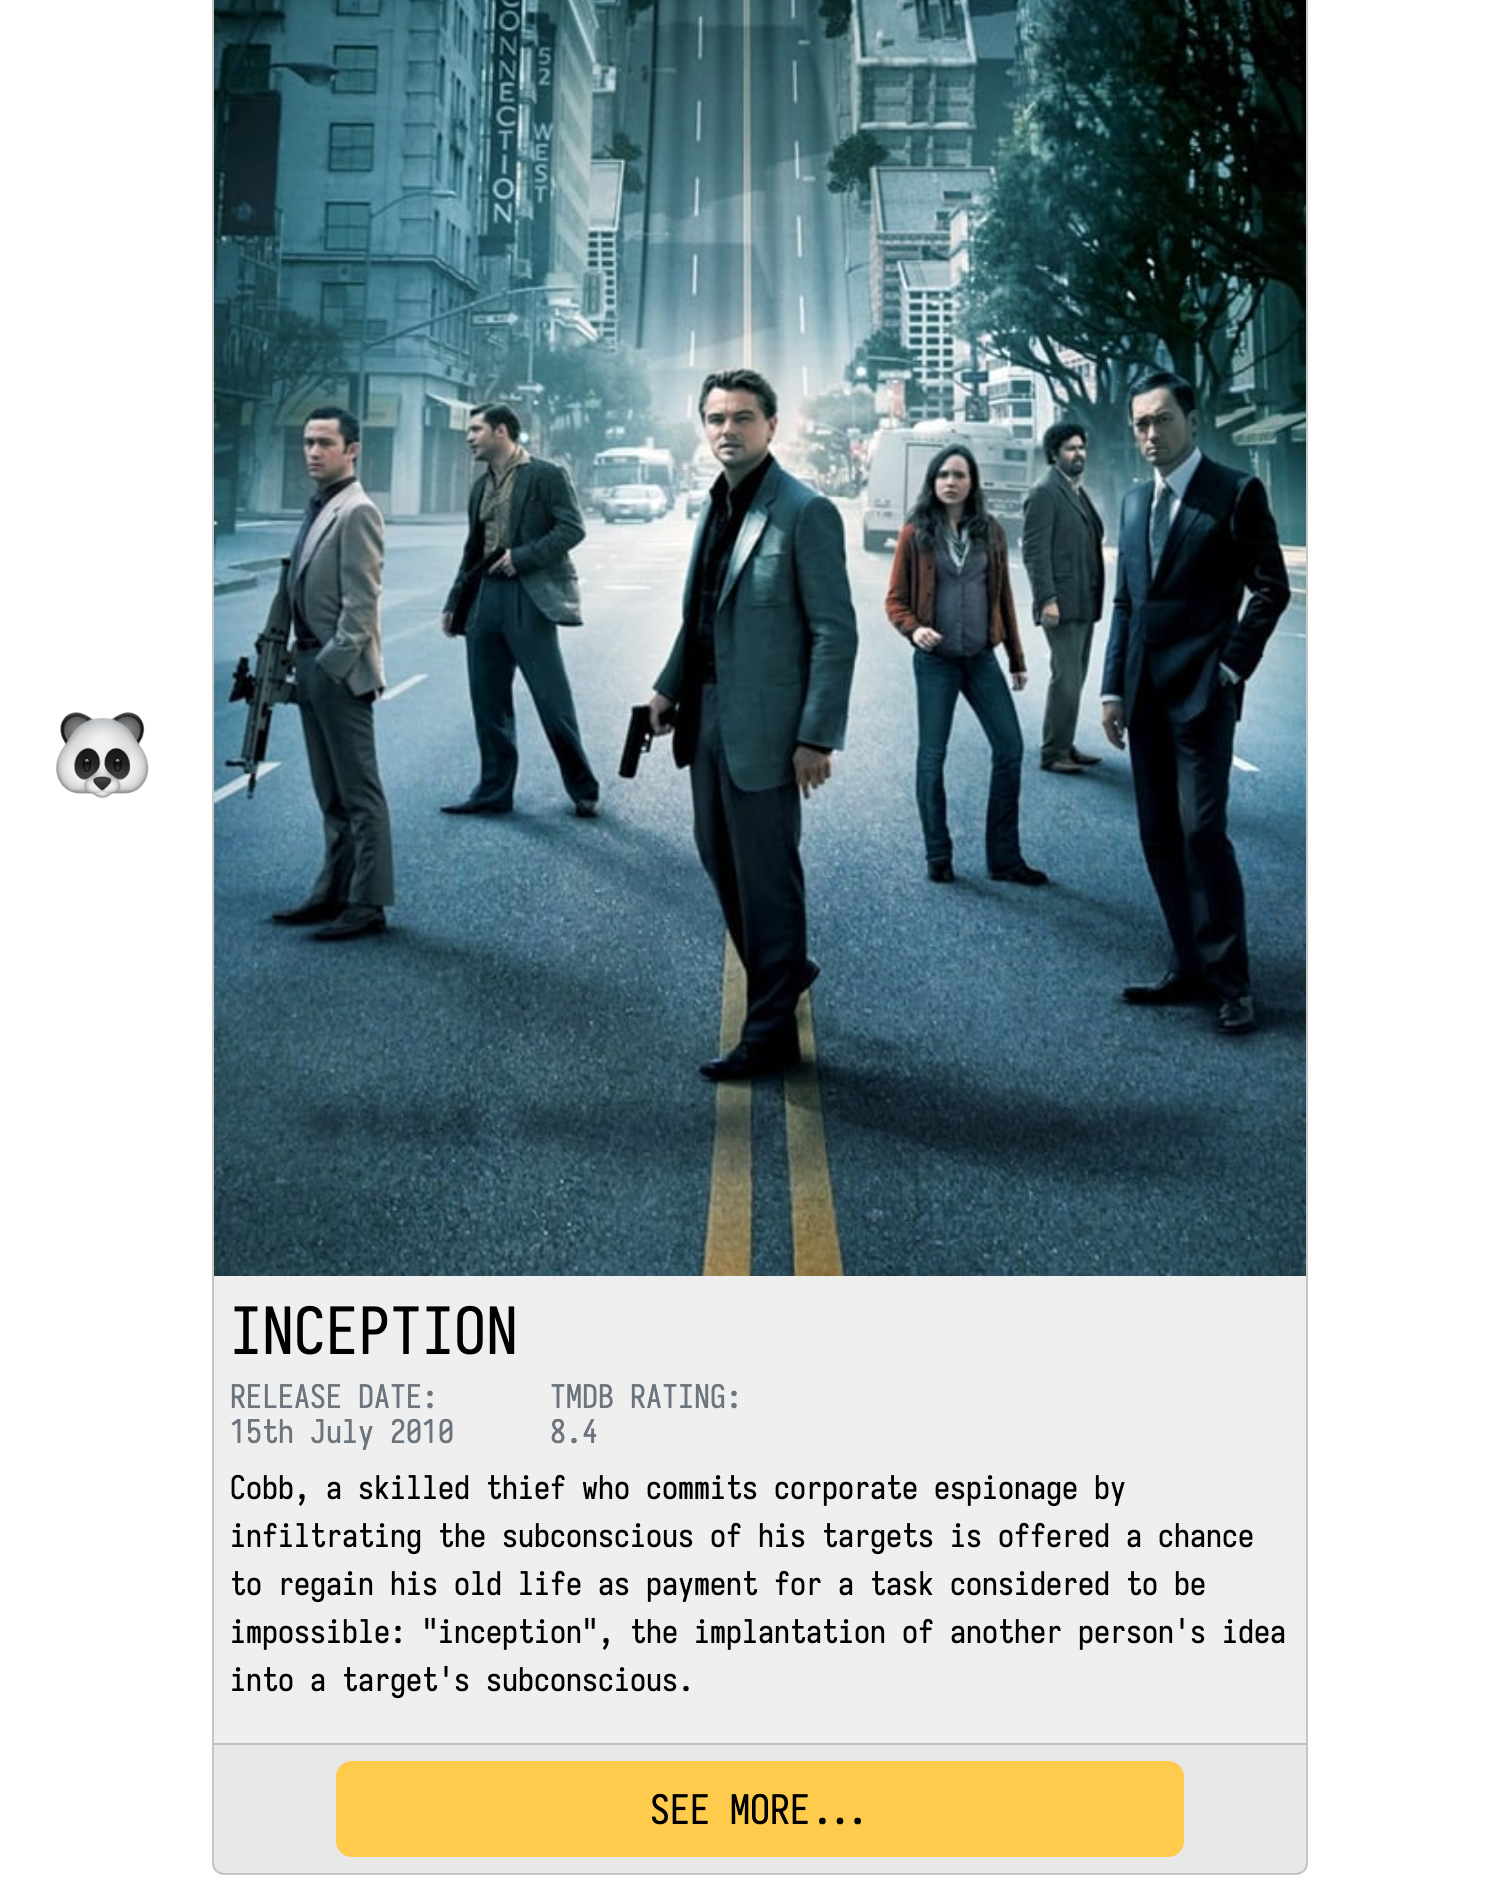 CONNECTION
52 WEST
INCEPTION
RELEASE DATE:
15th July 2010
TMDB RATING:
8.4
Cobb, a skilled thief who commits corporate espionage by
infiltrating the subconscious of his targets is offered a chance
to regain his old life as payment for a task considered to be
impossible: "inception", the implantation of another person's idea
into a target's subconscious.
SEE MORE...